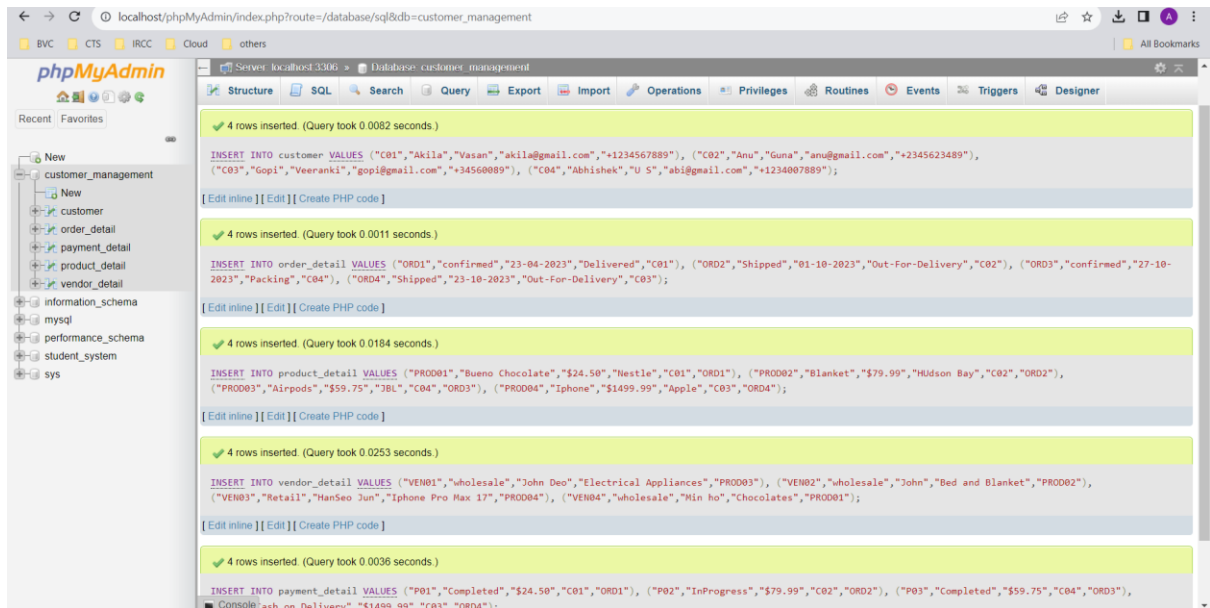 localhost/phpMyAdmin/index.php?route=/database/sql&db=customer_management
A
BVC CTS IRCC Cloud others All Bookmarks
phpMyAdmin
Recent Favorites
New
customer_management
New
customer
order_detail
payment_detail
product_detail
vendor_detail
information_schema
mysql
performance_schema
student_system
sys
Server: localhost:3306 » Database: customer_management
Structure SQL Search Query Export Import Operations Privileges Routines Events Triggers Designer
4 rows inserted. (Query took 0.0082 seconds.)
INSERT INTO customer VALUES ("C01","Akila","Vasan","akila@gmail.com","+1234567889"), ("C02","Anu","Guna","anu@gmail.com","+2345623489"),
("C03","Gopi","Veeranki","gopi@gmail.com","+34560089"), ("C04","Abhishek","U S","abi@gmail.com","+1234007889");
[ Edit inline ] [ Edit ] [ Create PHP code ]
4 rows inserted. (Query took 0.0011 seconds.)
INSERT INTO order_detail VALUES ("ORD1","confirmed","23-04-2023","Delivered","C01"), ("ORD2","Shipped","01-10-2023","Out-For-Delivery","C02"), ("ORD3","confirmed","27-10-
2023","Packing","C04"), ("ORD4","Shipped","23-10-2023","Out-For-Delivery","C03");
[ Edit inline ] [ Edit ] [ Create PHP code ]
4 rows inserted. (Query took 0.0184 seconds.)
INSERT INTO product_detail VALUES ("PROD01","Bueno Chocolate","$24.50","Nestle","C01","ORD1"), ("PROD02","Blanket","$79.99","HUdson Bay","C02","ORD2"),
("PROD03","Airpods","$59.75","JBL","C04","ORD3"), ("PROD04","Iphone","$1499.99","Apple","C03","ORD4");
[ Edit inline ] [ Edit ] [ Create PHP code ]
4 rows inserted. (Query took 0.0253 seconds.)
INSERT INTO vendor_detail VALUES ("VEN01","wholesale","John Deo","Electrical Appliances","PROD03"), ("VEN02","wholesale","John","Bed and Blanket","PROD02"),
("VEN03","Retail","HanSeo Jun","Iphone Pro Max 17","PROD04"), ("VEN04","wholesale","Min ho","Chocolates","PROD01");
[ Edit inline ] [ Edit ] [ Create PHP code ]
4 rows inserted. (Query took 0.0036 seconds.)
INSERT INTO payment_detail VALUES ("P01","Completed","$24.50","C01","ORD1"), ("P02","InProgress","$79.99","C02","ORD2"), ("P03","Completed","$59.75","C04","ORD3"),
Console ash on Delivery","$1499.99","C03","ORD4");